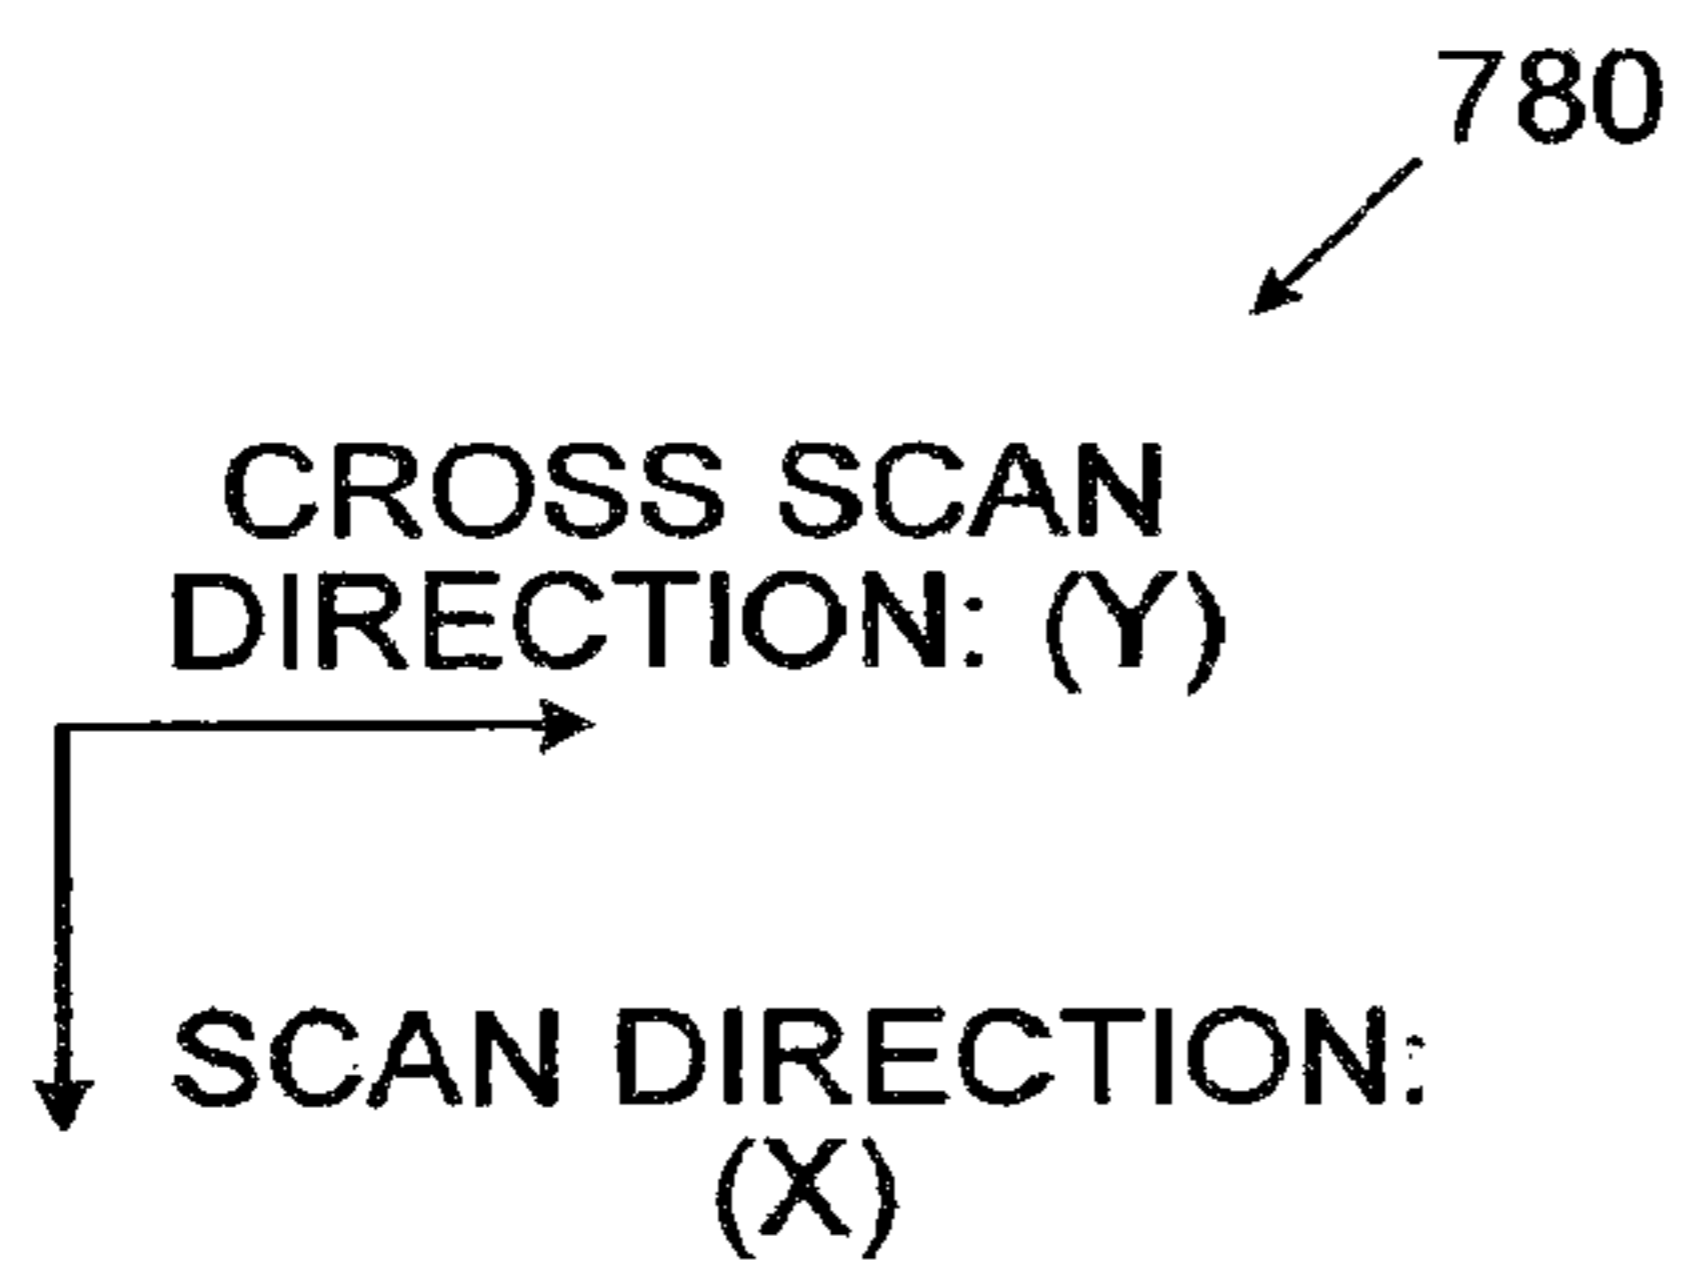 780
CROSS SCAN
DIRECTION: (Y)
SCAN DIRECTION:
(X)